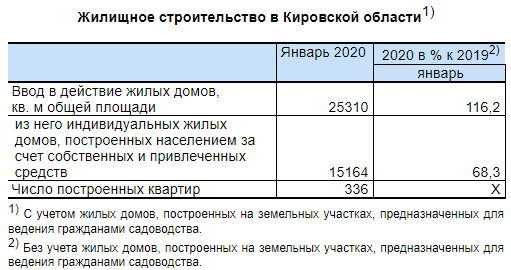 Жилищное строительство в Кировской области1)
Январь 2020
2020 в % к 20192)
январь
Ввод в действие жилых домов,
кв. м общей площади 25310 116,2
из него индивидуальных жилых
домов, построенных населением за
счет собственных и привлеченных
средств 15164 68,3
Число построенных квартир 336 X
1) С учетом жилых домов, построенных на земельных участках, предназначенных для
ведения гражданами садоводства.
2) Без учета жилых домов, построенных на земельных участках, предназначенных для
ведения гражданами садоводства.